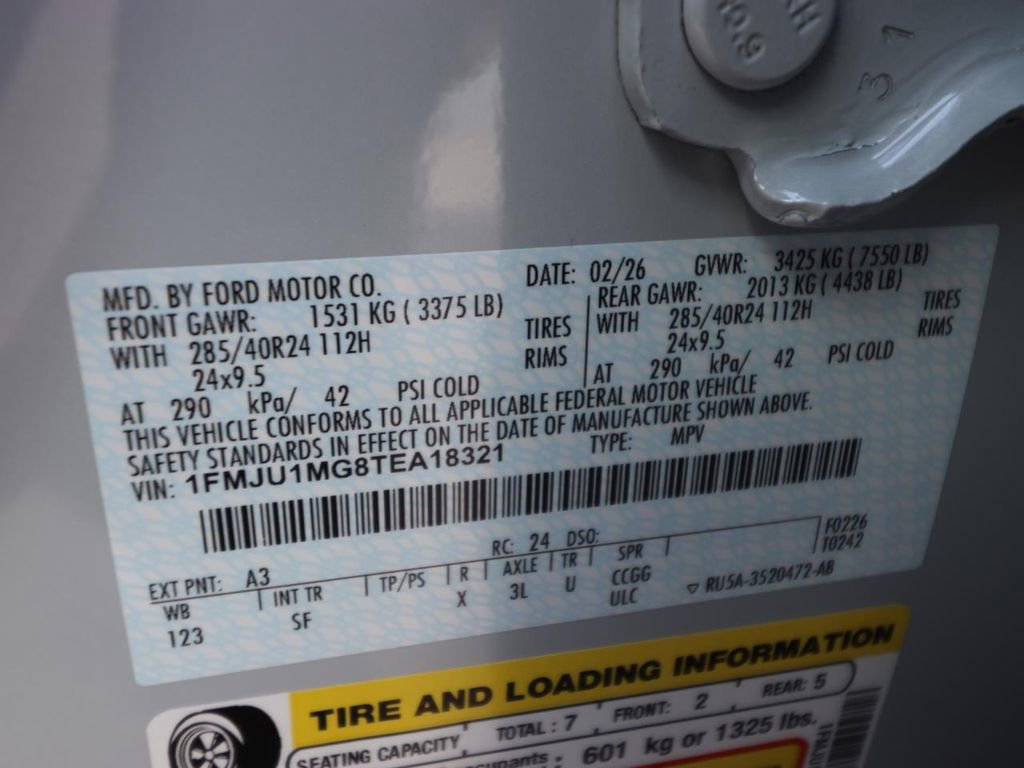 10.9
31
MFD. BY FORD MOTOR CO.
DATE: 02/26 GVWR: 3425 KG ( 7550 LB)
FRONT GAWR: 1531 KG ( 3375 LB)
REAR GAWR: 2013 KG ( 4438 LB)
WITH 285/40R24 112H TIRES
WITH 285/40R24 112H TIRES
24x9.5 RIMS
24x9.5 RIMS
AT 290 kPa/ 42 PSI COLD
AT 290 kPa/ 42 PSI COLD
THIS VEHICLE CONFORMS TO ALL APPLICABLE FEDERAL MOTOR VEHICLE
SAFETY STANDARDS IN EFFECT ON THE DATE OF MANUFACTURE SHOWN ABOVE.
VIN: 1FMJU1MG8TEA18321 TYPE: MPV
EXT PNT: A3 RC: 24 DSO: F0226
T0242
WB INT TR TP/PS R AXLE TR SPR
123 SF X 3L U CCGG
ULC
RU5A-3520472-AB
TIRE AND LOADING INFORMATION
SEATING CAPACITY TOTAL : 7 FRONT: 2 REAR: 5
601 kg or 1325 lbs.